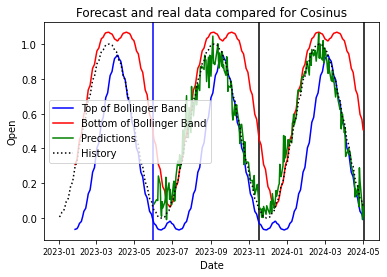 Forecast and real data compared for Cosinus
1.0
0.8
0.6
0.4
0.2
0.0
Open
Top of Bollinger Band
Bottom of Bollinger Band
Predictions
History
2023-01 2023-03 2023-05 2023-07 2023-09 2023-11 2024-01 2024-03 2024-05
Date